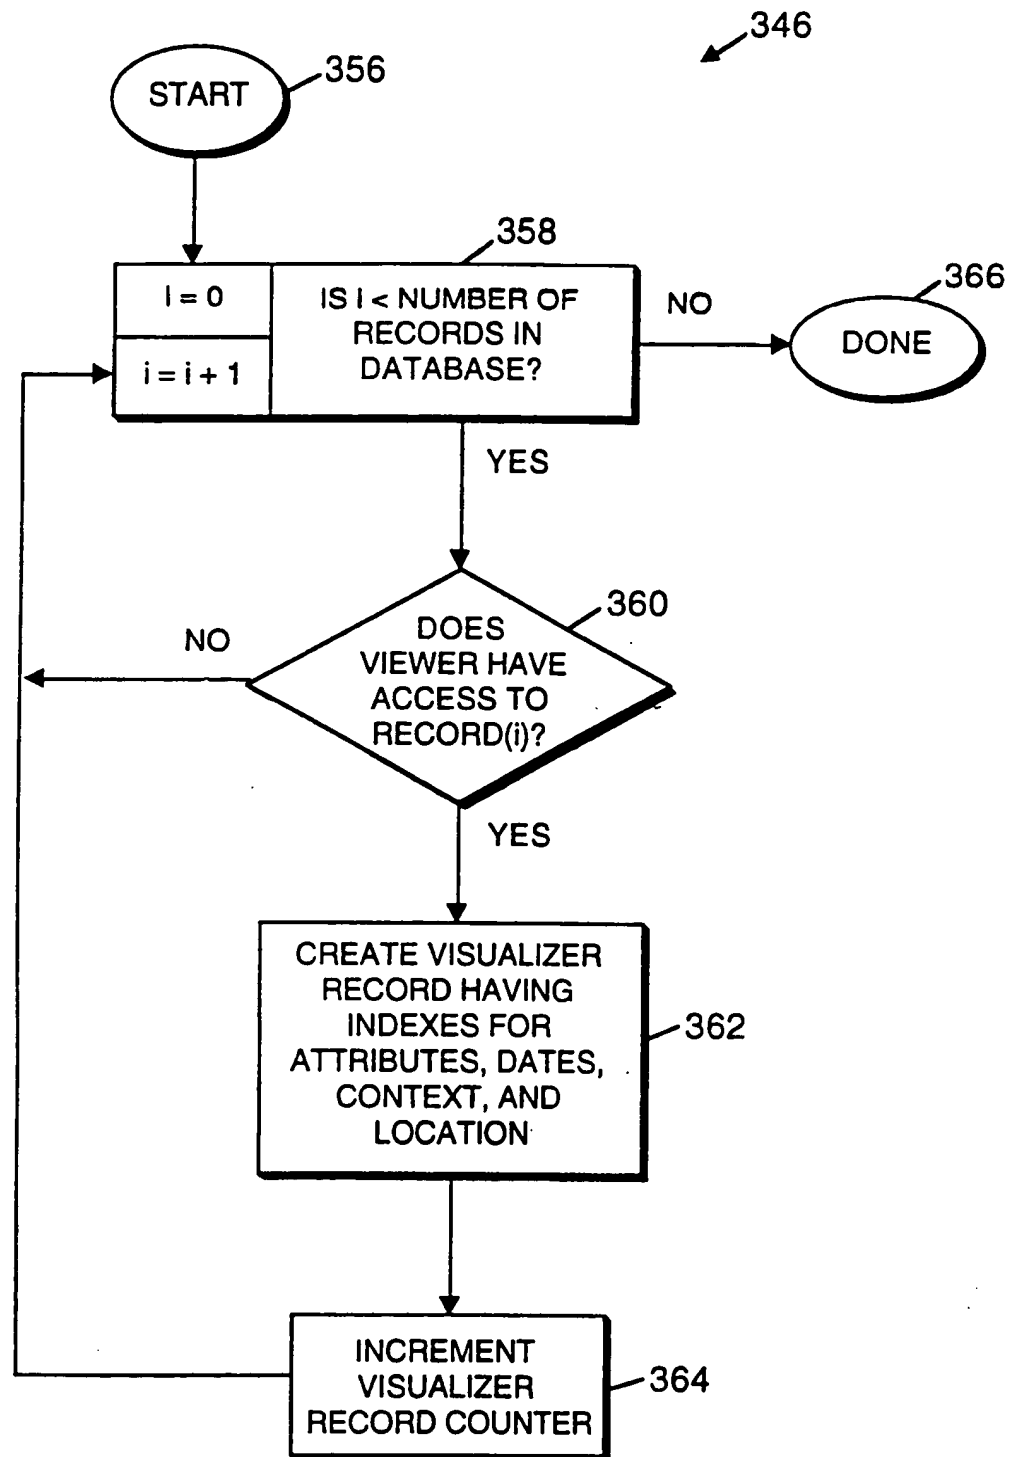 346
START
356
358
I = 0
i = i + 1
IS I < NUMBER OF
RECORDS IN
DATABASE?
NO
366
DONE
YES
360
DOES
VIEWER HAVE
ACCESS TO
RECORD(i)?
NO
YES
CREATE VISUALIZER
RECORD HAVING
INDEXES FOR
ATTRIBUTES, DATES,
CONTEXT, AND
LOCATION
362
INCREMENT
VISUALIZER
RECORD COUNTER
364